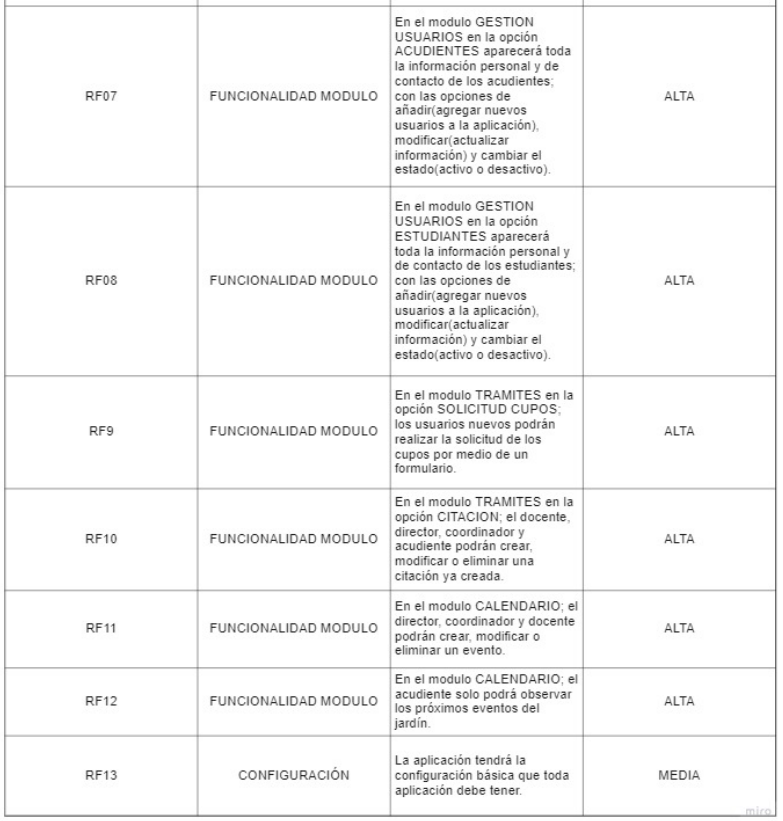 En el modulo GESTION
USUARIOS en la opción
ACUDIENTES aparecerá toda
la información personal y de
contacto de los acudientes;
con las opciones de
añadir(agregar nuevos
usuarios a la aplicación),
modificar(actualizar
información) y cambiar el
estado(activo o desactivo).
RF07
FUNCIONALIDAD MODULO
ALTA
En el modulo GESTION
USUARIOS en la opción
ESTUDIANTES aparecerá
toda la información personal y
de contacto de los estudiantes;
con las opciones de
añadir(agregar nuevos
usuarios a la aplicación),
modificar(actualizar
información) y cambiar el
estado(activo o desactivo).
RF08
FUNCIONALIDAD MODULO
ALTA
En el modulo TRAMITES en la
opción SOLICITUD CUPOS;
los usuarios nuevos podrán
realizar la solicitud de los
cupos por medio de un
formulario.
RF9
FUNCIONALIDAD MODULO
ALTA
En el modulo TRAMITES en la
opción CITACION; el docente,
director, coordinador y
acudiente podrán crear,
modificar o eliminar una
citación ya creada.
RF10
FUNCIONALIDAD MODULO
ALTA
En el modulo CALENDARIO; el
director, coordinador y docente
podrán crear, modificar o
eliminar un evento.
RF11
FUNCIONALIDAD MODULO
ALTA
En el modulo CALENDARIO; el
acudiente solo podrá observar
los próximos eventos del
jardín.
RF12
FUNCIONALIDAD MODULO
ALTA
La aplicación tendrá la
configuración básica que toda
aplicación debe tener.
RF13
CONFIGURACIÓN
MEDIA
miro